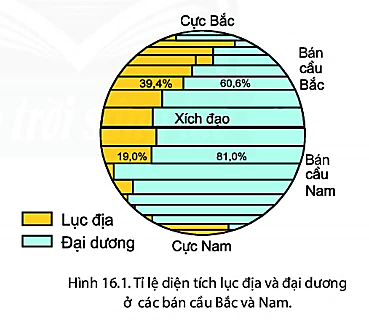 Cực Bắc
Bán
cầu
Bắc
39,4% 60,6%
Xích đạo
19,0% 81,0%
Bán
cầu
Nam
Lục địa
Đại dương
Cực Nam
Hình 16.1. Tỉ lệ diện tích lục địa và đại dương
ở các bán cầu Bắc và Nam.